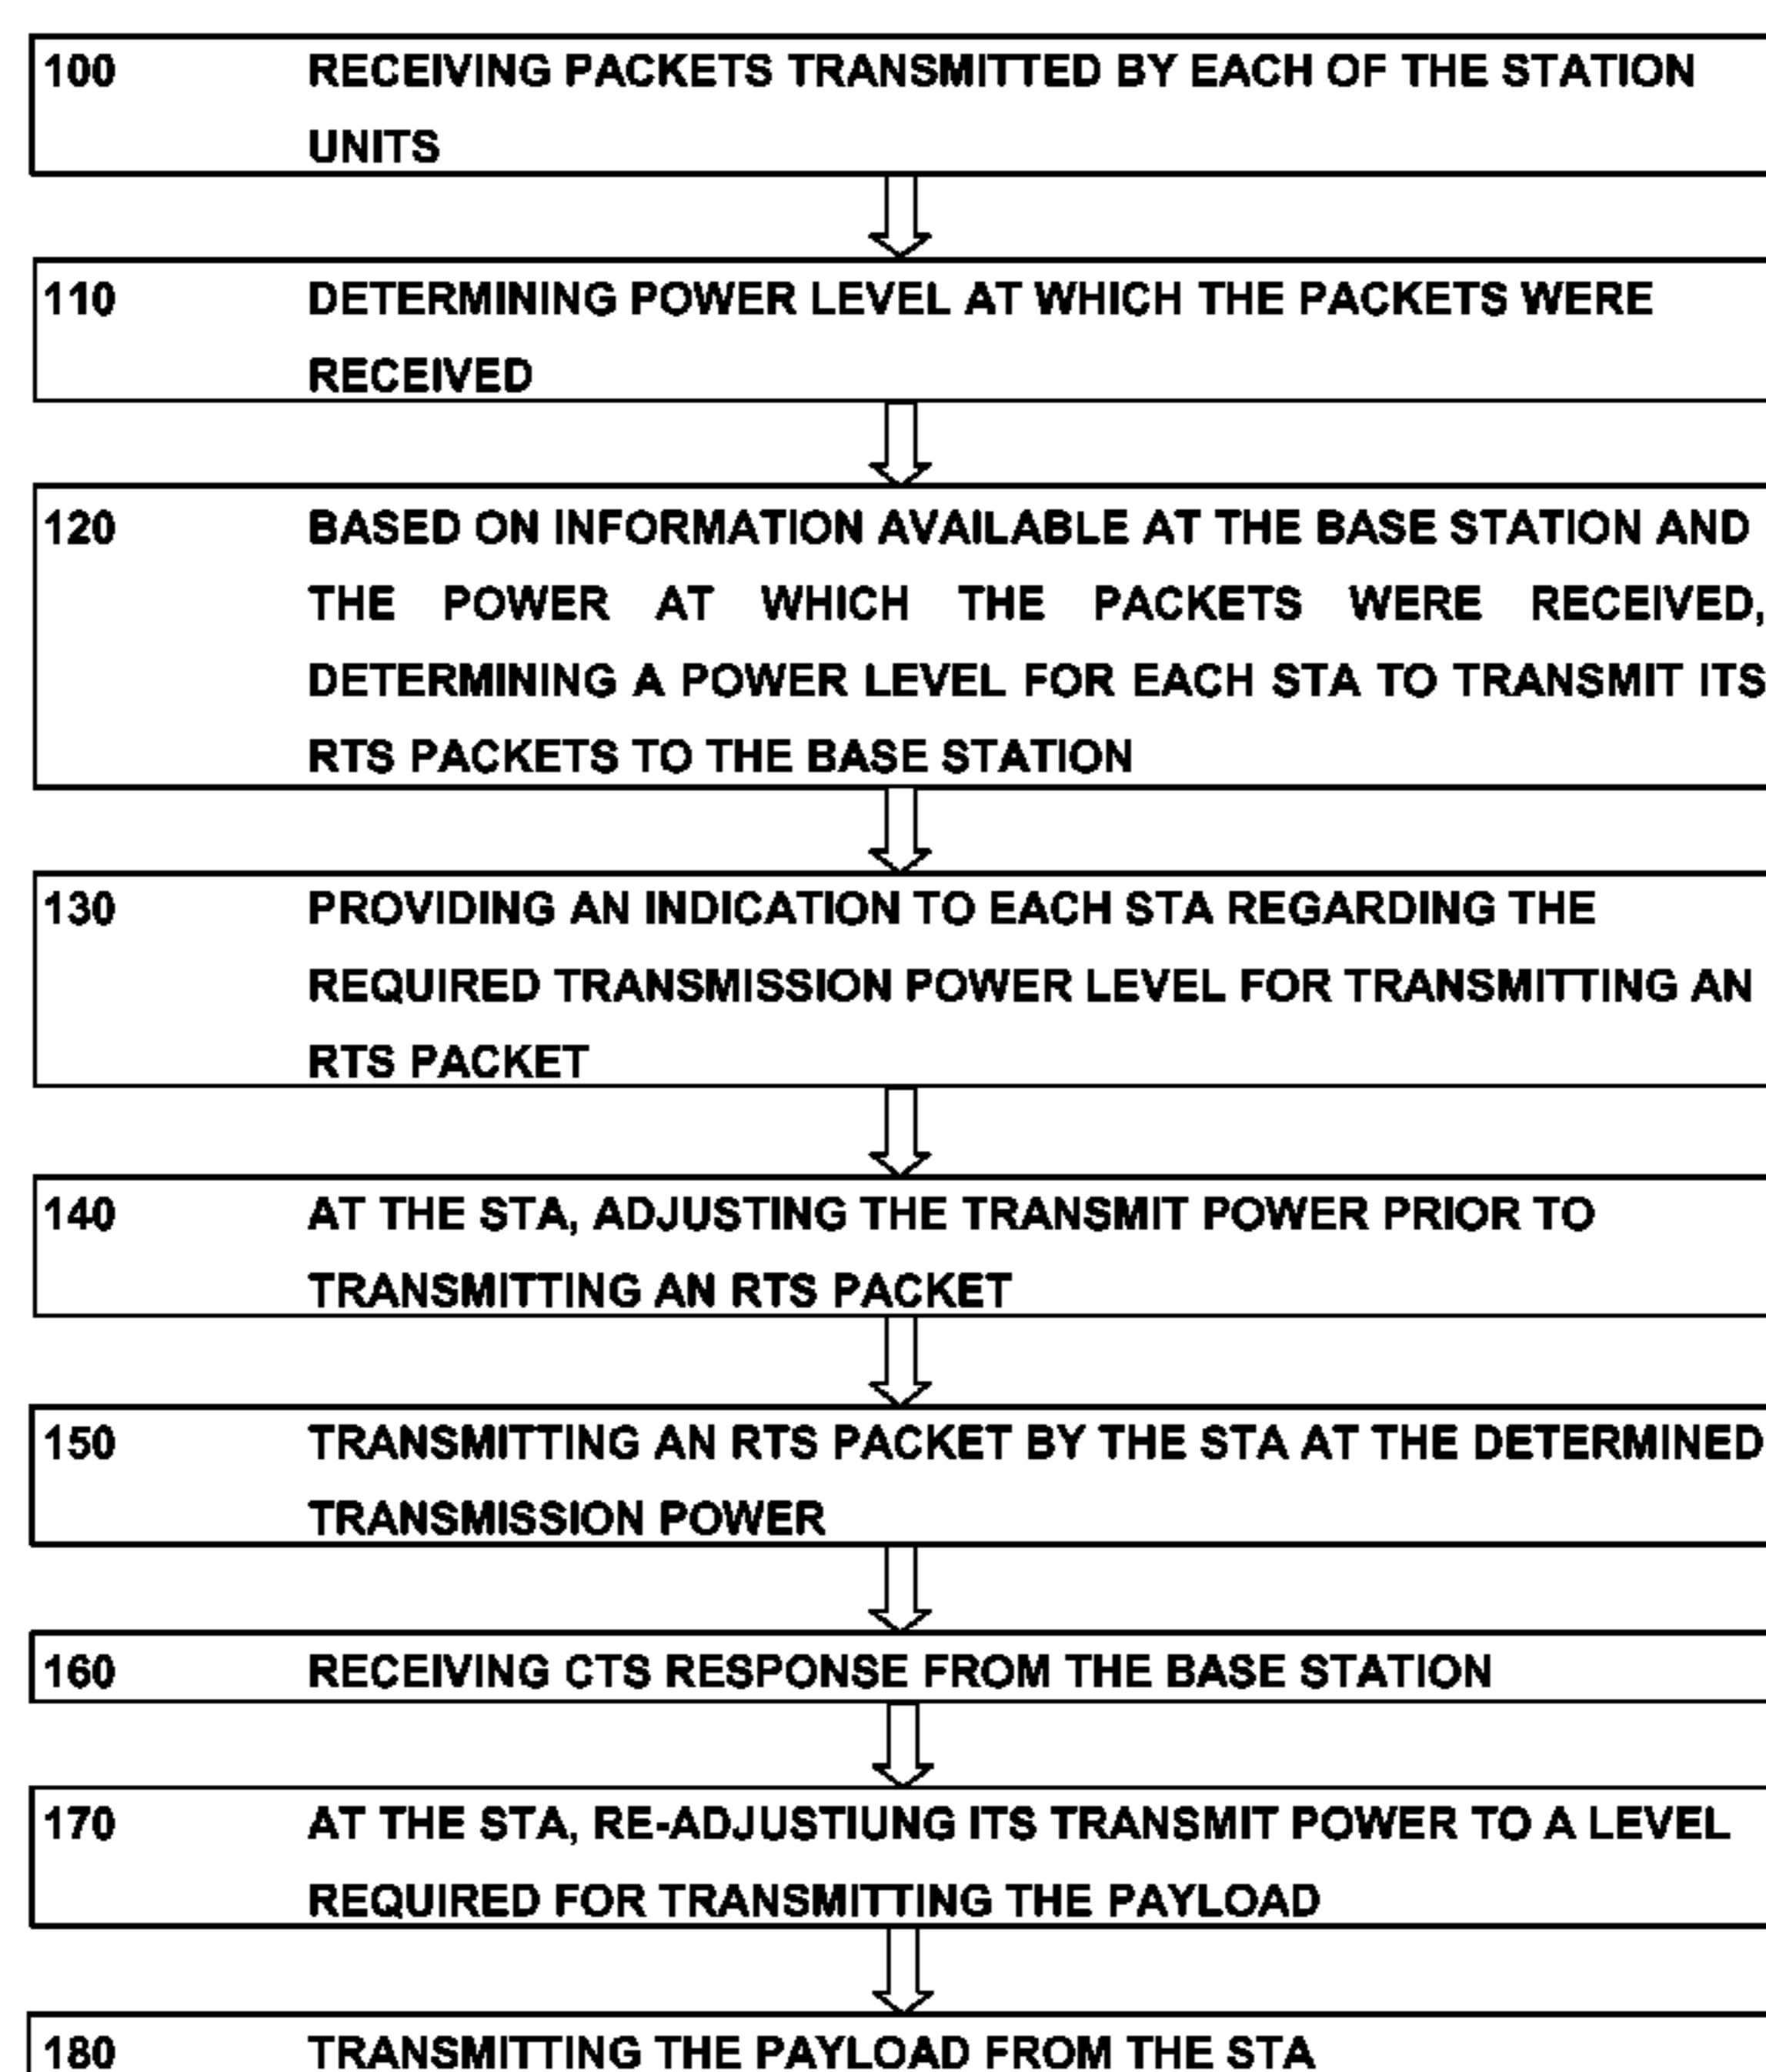 100 RECEIVING PACKETS TRANSMITTED BY EACH OF THE STATION
UNITS
110 DETERMINING POWER LEVEL AT WHICH THE PACKETS WERE
RECEIVED
120 BASED ON INFORMATION AVAILABLE AT THE BASE STATION AND
THE POWER AT WHICH THE PACKETS WERE RECEIVED,
DETERMINING A POWER LEVEL FOR EACH STA TO TRANSMIT ITS
RTS PACKETS TO THE BASE STATION
130 PROVIDING AN INDICATION TO EACH STA REGARDING THE
REQUIRED TRANSMISSION POWER LEVEL FOR TRANSMITTING AN
RTS PACKET
140 AT THE STA, ADJUSTING THE TRANSMIT POWER PRIOR TO
TRANSMITTING AN RTS PACKET
150 TRANSMITTING AN RTS PACKET BY THE STA AT THE DETERMINED
TRANSMISSION POWER
160 RECEIVING CTS RESPONSE FROM THE BASE STATION
170 AT THE STA, RE-ADJUSTIUNG ITS TRANSMIT POWER TO A LEVEL
REQUIRED FOR TRANSMITTING THE PAYLOAD
180 TRANSMITTING THE PAYLOAD FROM THE STA